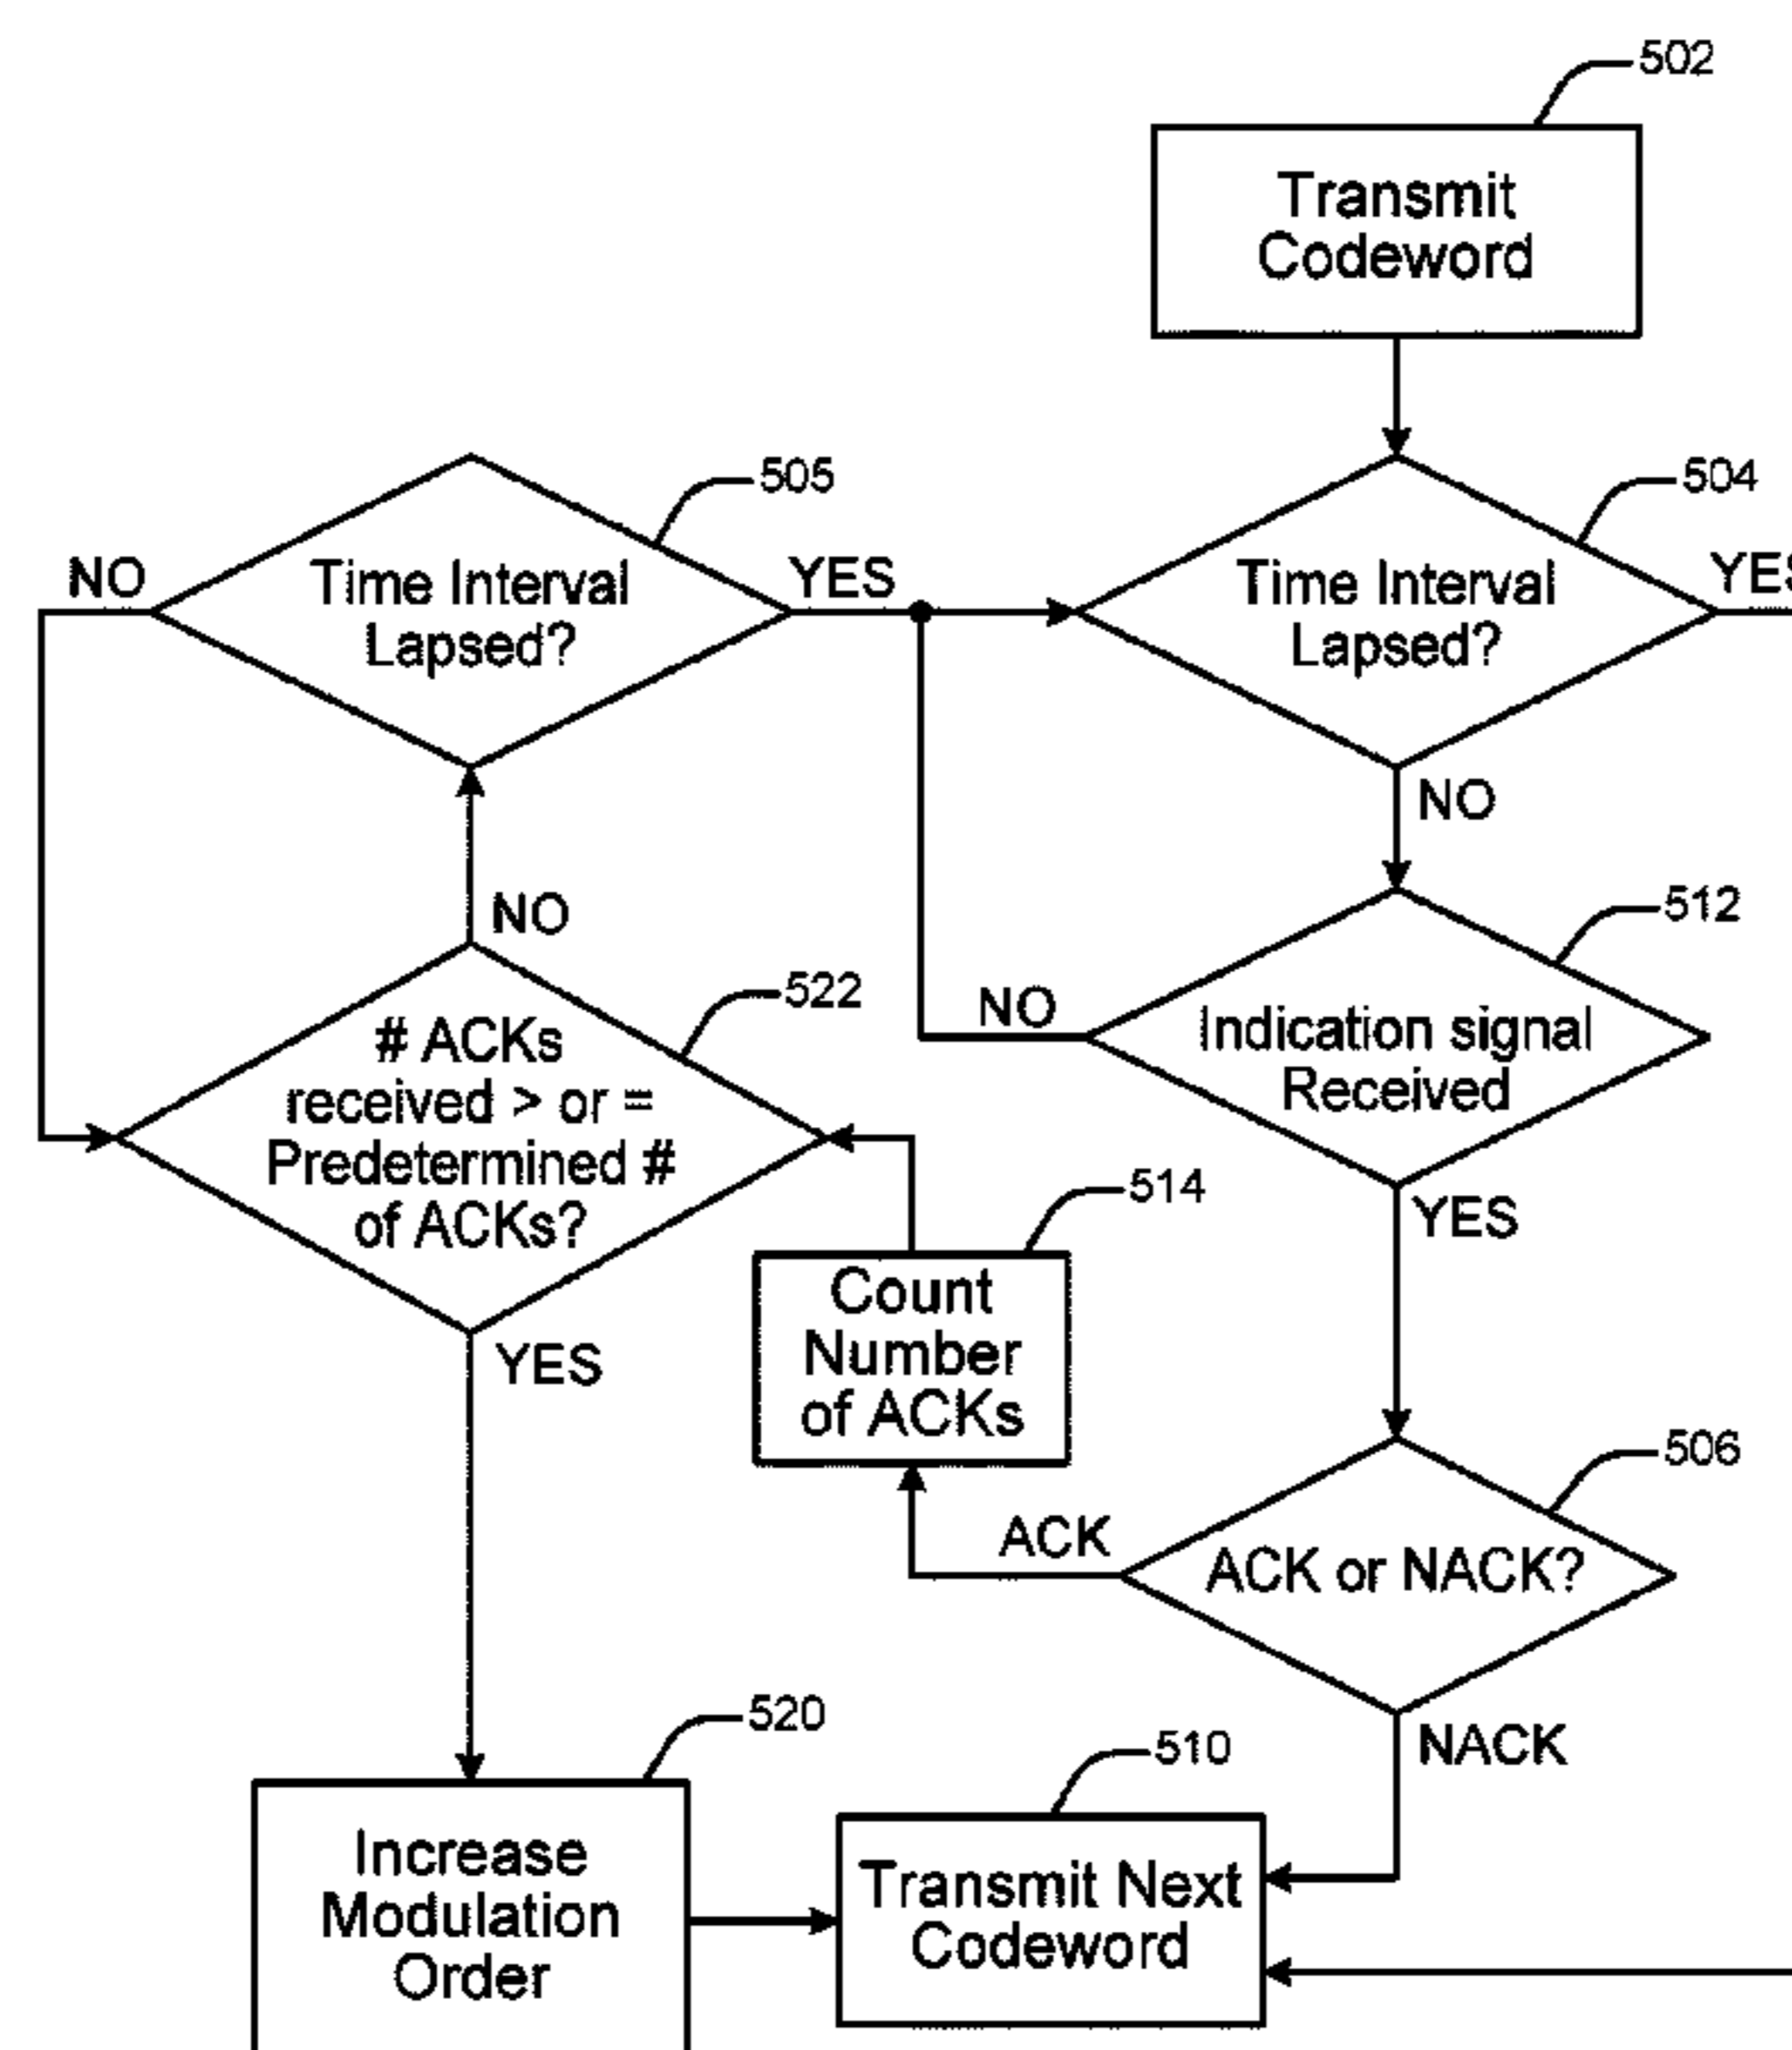 502
Transmit
Codeword
505
504
NO
Time Interval
Lapsed?
YES
Time Interval
Lapsed?
NO
512
NO
522
NO
Indication signal
Received
# ACKs
received > or =
Predetermined #
of ACKs?
514
YES
Count
Number
of ACKs
YES
506
ACK
ACK or NACK?
520
510
NACK
Increase
Modulation
Order
Transmit Next
Codeword